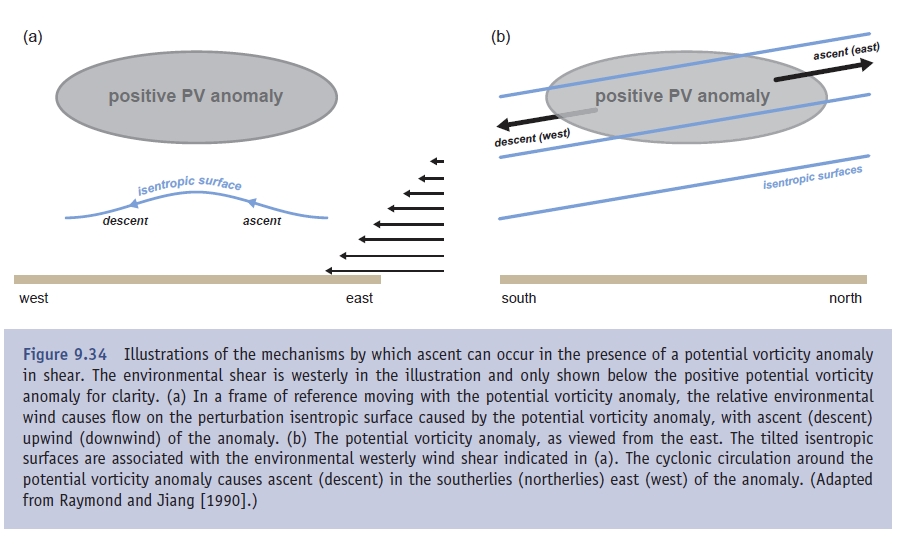 (a)
positive PV anomaly
isentropic surface
descent
ascent
west
east
(b)
ascent (east)
positive PV anomaly
descent (west)
isentropic surfaces
south
north
Figure 9.34 Illustrations of the mechanisms by which ascent can occur in the presence of a potential vorticity anomaly
in shear. The environmental shear is westerly in the illustration and only shown below the positive potential vorticity
anomaly for clarity. (a) In a frame of reference moving with the potential vorticity anomaly, the relative environmental
wind causes flow on the perturbation isentropic surface caused by the potential vorticity anomaly, with ascent (descent)
upwind (downwind) of the anomaly. (b) The potential vorticity anomaly, as viewed from the east. The tilted isentropic
surfaces are associated with the environmental westerly wind shear indicated in (a). The cyclonic circulation around the
potential vorticity anomaly causes ascent (descent) in the southerlies (northerlies) east (west) of the anomaly. (Adapted
from Raymond and Jiang [1990].)